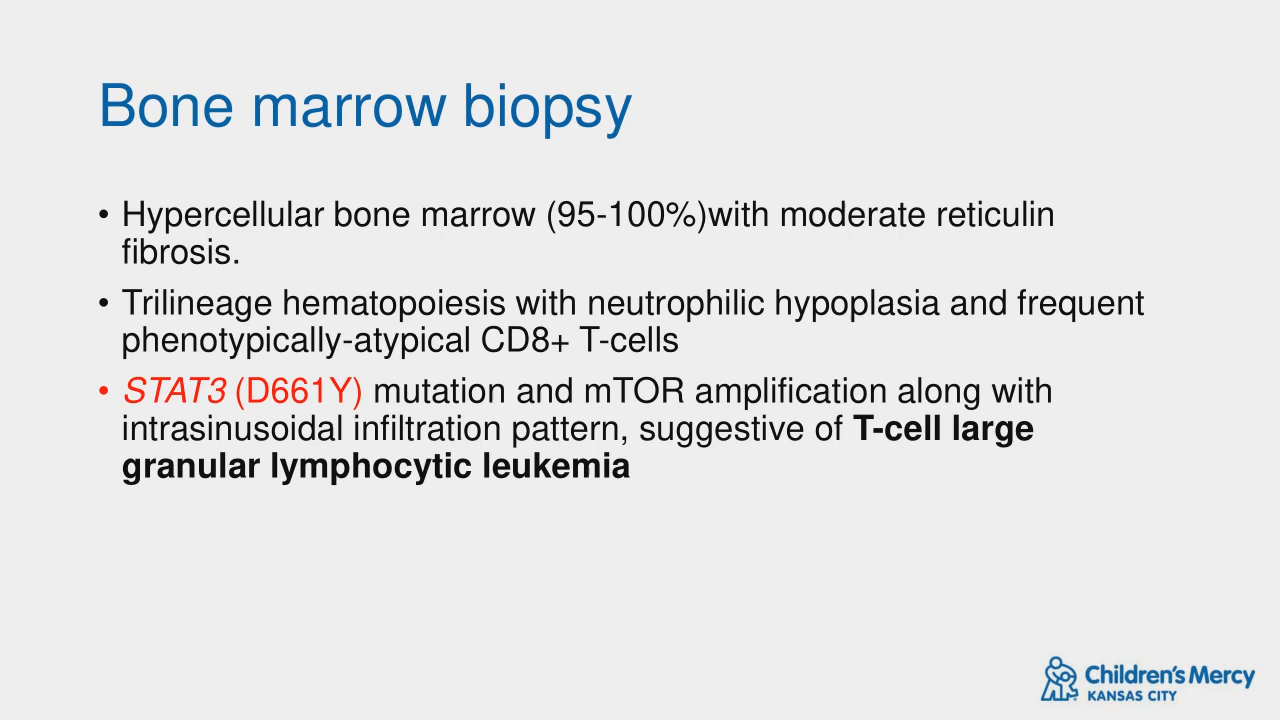 Bone marrow biopsy
• Hypercellular bone marrow (95-100%)with moderate reticulin
fibrosis.
• Trilineage hematopoiesis with neutrophilic hypoplasia and frequent
phenotypically-atypical CD8+ T-cells
• STAT3 (D661Y) mutation and mTOR amplification along with
intrasinusoidal infiltration pattern, suggestive of T-cell large
granular lymphocytic leukemia
Children's Mercy
KANSAS CITY